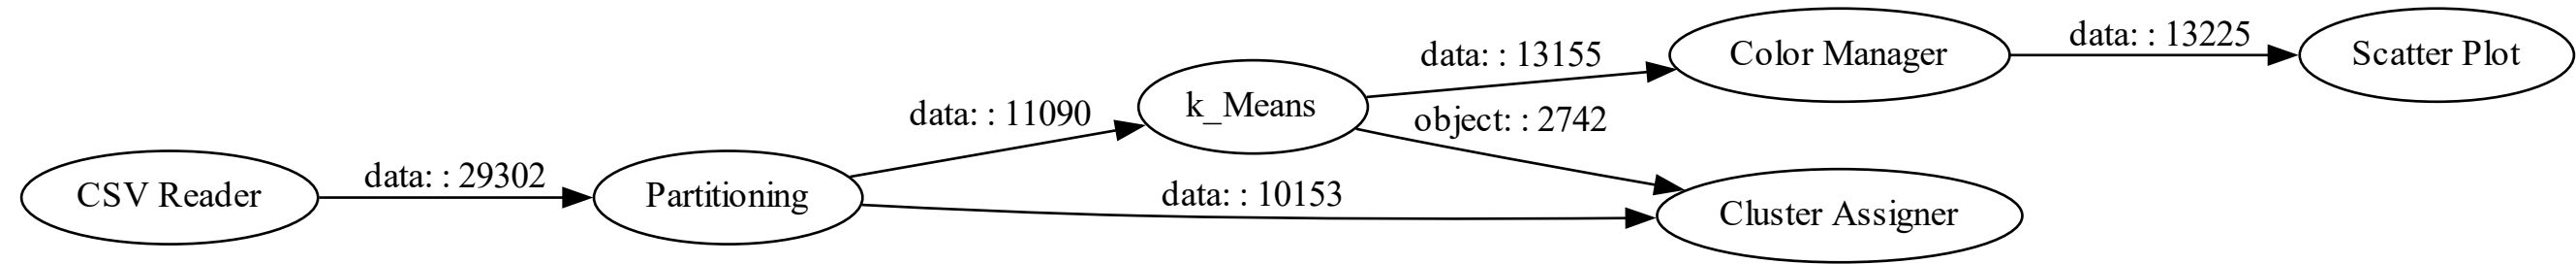 CSV Reader
data: : 29302
Partitioning
data: : 11090
data: : 10153
k_Means
data: : 13155
object: : 2742
Color Manager
Cluster Assigner
data: : 13225
Scatter Plot